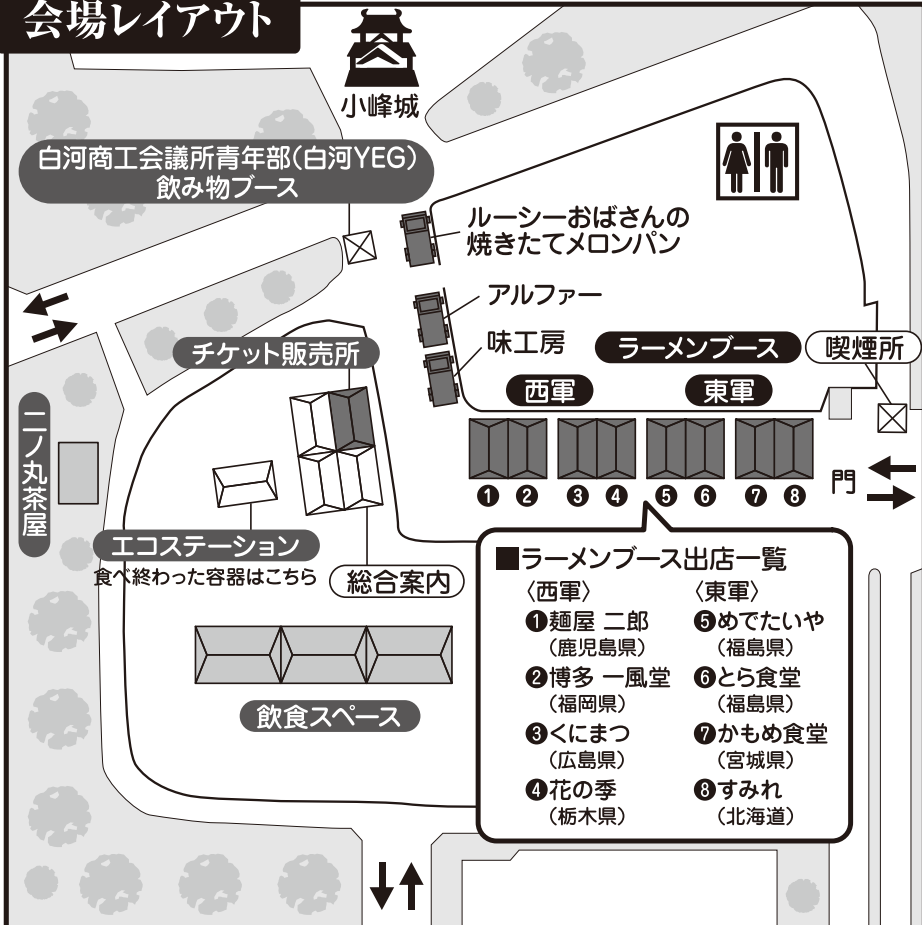 会場レイアウト
小峰城
白河商工会議所青年部(白河YEG)
飲み物ブース
ルーシーおばさんの
焼きたてメロンパン
アルファー
味工房
ラーメンブース
喫煙所
チケット販売所
西軍
東軍
二ノ丸茶屋
❶
❷
❸
❹
❺
❻
❼
❽
門
エコステーション
食べ終わった容器はこちら
総合案内
飲食スペース
■ラーメンブース出店一覧
〈西軍〉
❶麺屋 二郎
(鹿児島県)
❷博多 一風堂
(福岡県)
❸くにまつ
(広島県)
❹花の季
(栃木県)
〈東軍〉
❺めでたいや
(福島県)
❻とら食堂
(福島県)
❼かもめ食堂
(宮城県)
❽すみれ
(北海道)